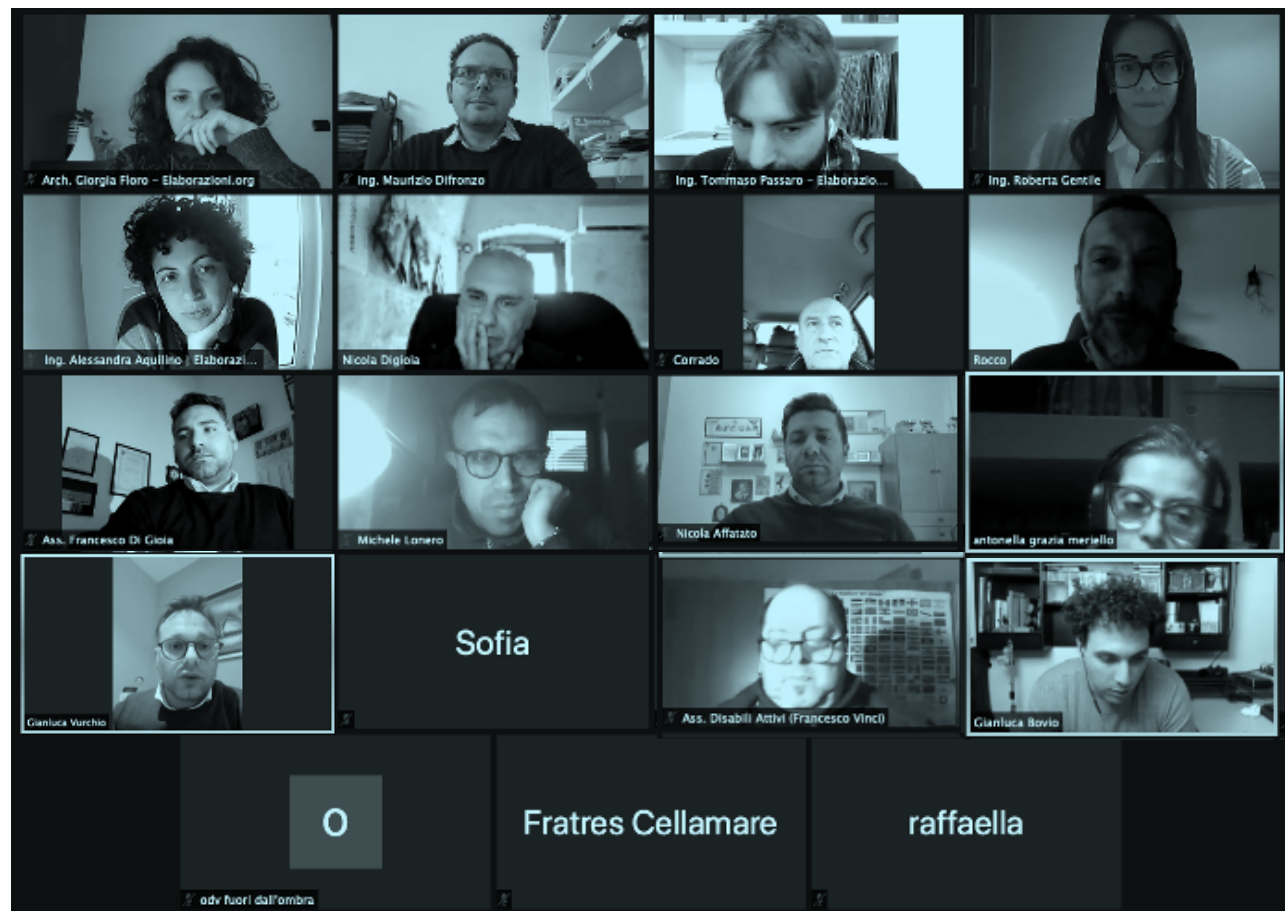 Arch. Giorgia Floro – Elaborazioni.org
Ing. Maurizio Difronzo
Ing. Tommaso Passaro – Elaborazio...
Ing. Roberta Gentile
Ing. Alessandra Aquilino | Elaborazi...
Nicola Digioia
Corrado
Rocco
Ass. Francesco Di Gioia
Michele Lonero
Nicola Affatato
antonella grazia meriello
Gianluca Vurchio
Sofia
Ass. Disabili Attivi (Francesco Vinci)
Gianluca Bovio
O
odv fuori dall'ombra
Fratres Cellamare
raffaella